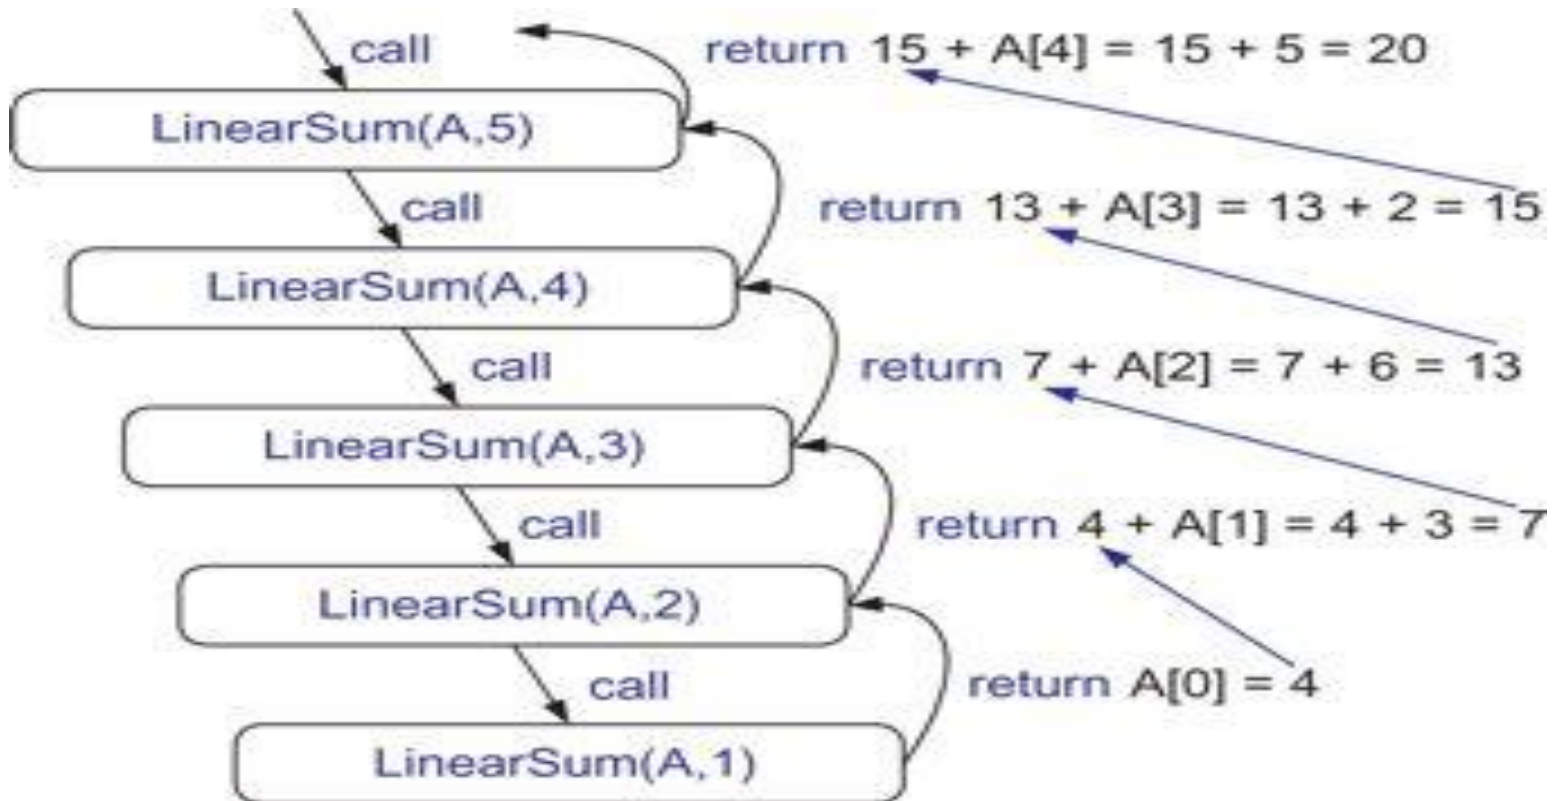 call
return 15 + A[4] = 15 + 5 = 20
LinearSum(A,5)
call
return 13 + A[3] = 13 + 2 = 15
LinearSum(A,4)
call
return 7 + A[2] = 7 + 6 = 13
LinearSum(A,3)
call
return 4 + A[1] = 4 + 3 = 7
LinearSum(A,2)
call
return A[0] = 4
LinearSum(A,1)